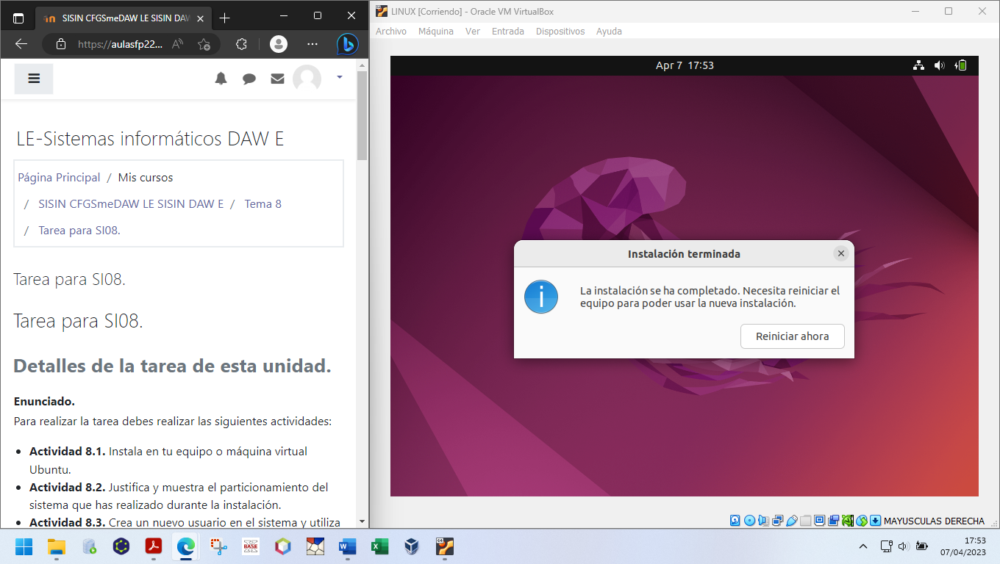 SISIN CFGSmeDAW LE SISIN DAW
https://aulasfp22...
LE-Sistemas informáticos DAW E
Página Principal / Mis cursos
/ SISIN CFGSmeDAW LE SISIN DAW E / Tema 8
/ Tarea para SI08.
Tarea para SI08.
Tarea para SI08.
Detalles de la tarea de esta unidad.
Enunciado.
Para realizar la tarea debes realizar las siguientes actividades:
• Actividad 8.1. Instala en tu equipo o máquina virtual
Ubuntu.
• Actividad 8.2. Justifica y muestra el particionamiento del
sistema que has realizado durante la instalación.
• Actividad 8.3. Crea un nuevo usuario en el sistema y utiliza
LINUX [Corriendo] - Oracle VM VirtualBox
Archivo Máquina Ver Entrada Dispositivos Ayuda
Apr 7 17:53
Instalación terminada
La instalación se ha completado. Necesita reiniciar el
equipo para poder usar la nueva instalación.
Reiniciar ahora
MAYUSCULAS DERECHA
BASE
64
17:53
07/04/2023